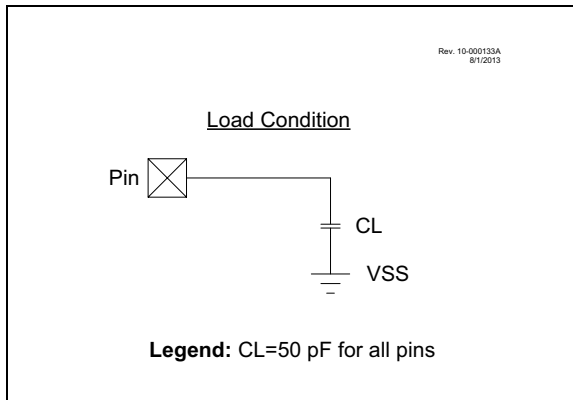 Rev. 10-000133A
8/1/2013
Load Condition
Pin
CL
VSS
Legend: CL=50 pF for all pins